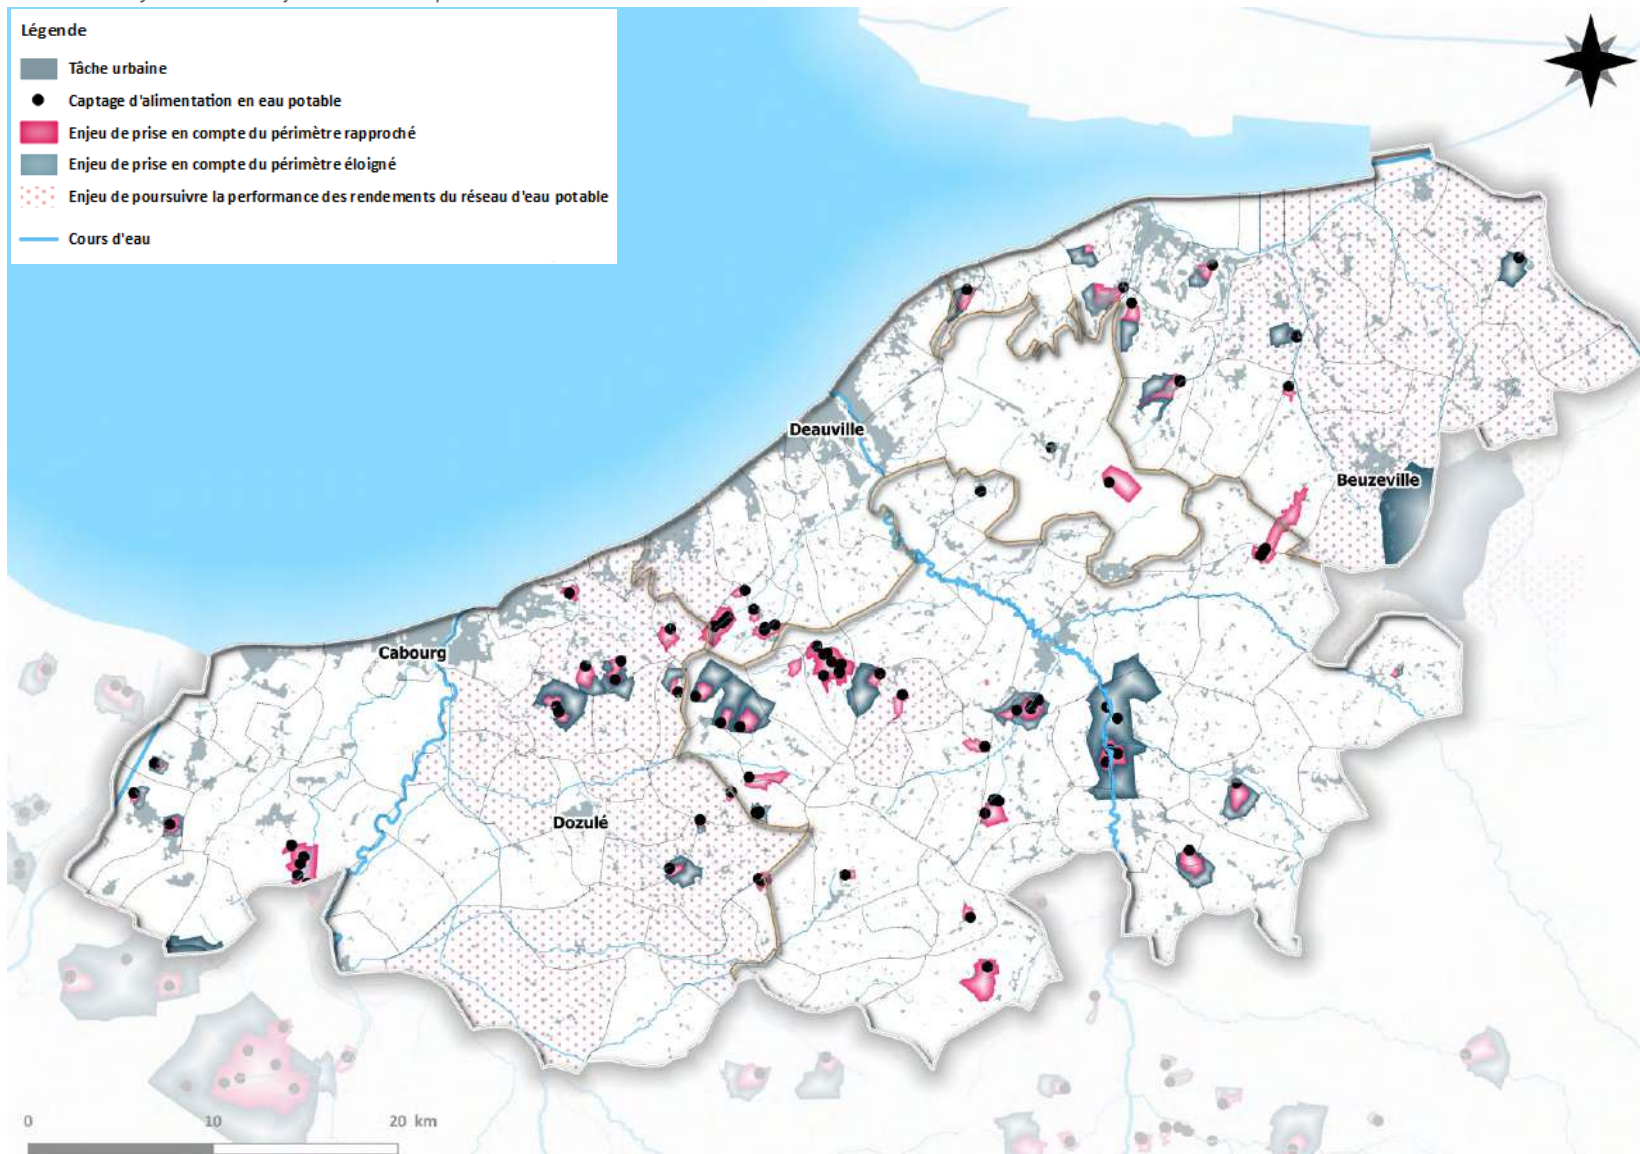 Légende
Tâche urbaine
Captage d'alimentation en eau potable
Enjeu de prise en compte du périmètre rapproché
Enjeu de prise en compte du périmètre éloigné
Enjeu de poursuivre la performance des rendements du réseau d'eau potable
Cours d'eau
Deauville
Beuzeville
Cabourg
Dozulé
0 10 20 km